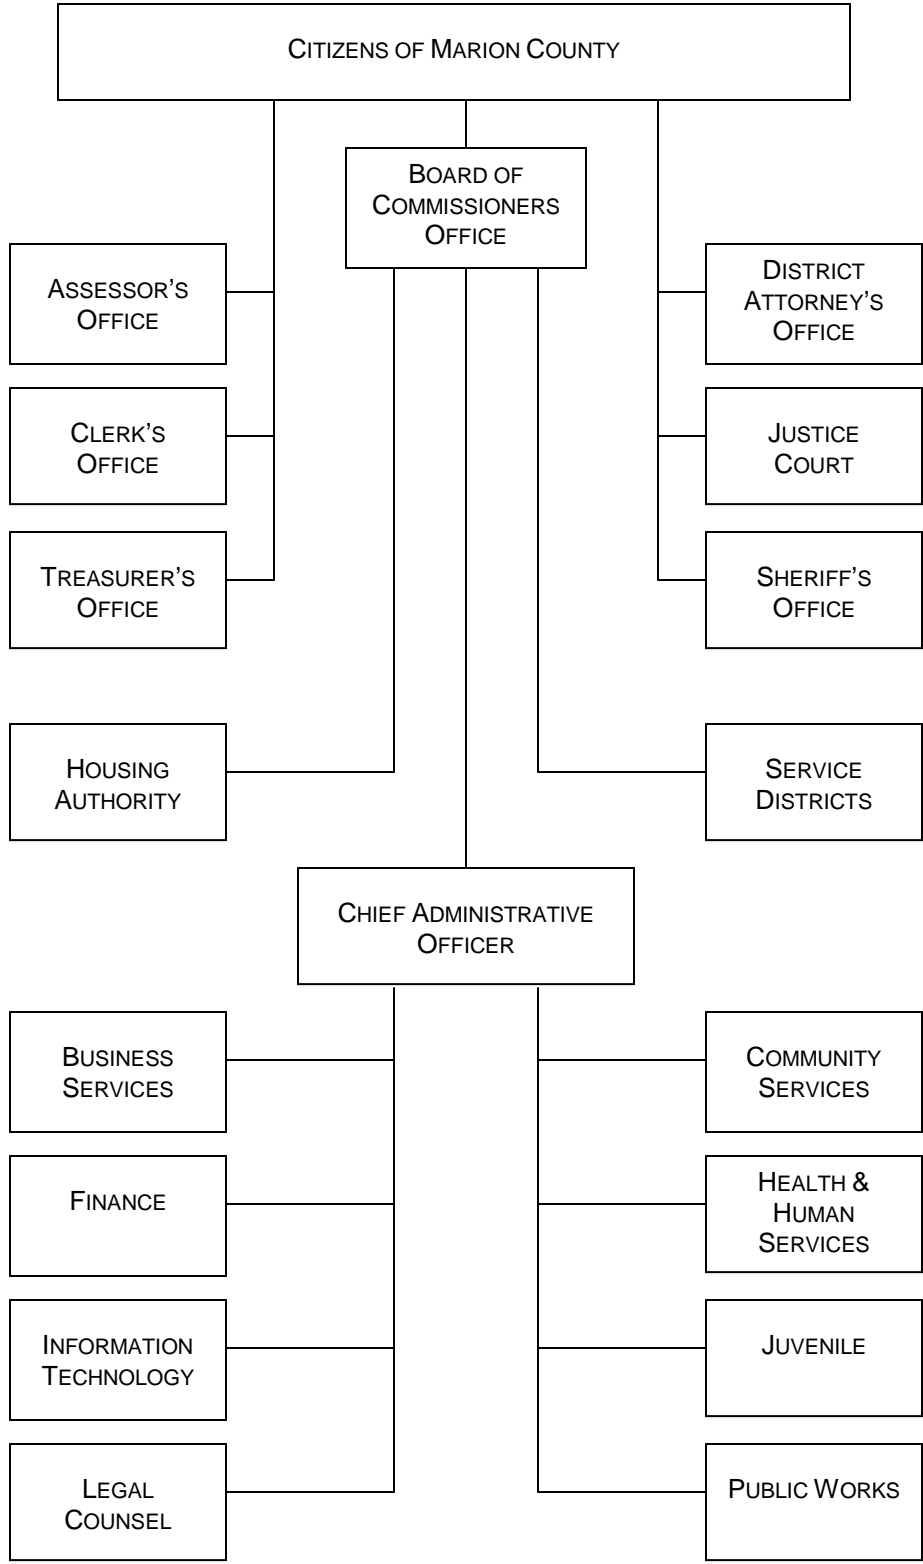 CITIZENS OF MARION COUNTY
BOARD OF
COMMISSIONERS
OFFICE
ASSESSOR’S
OFFICE
DISTRICT
ATTORNEY’S
OFFICE
CLERK’S
OFFICE
JUSTICE
COURT
TREASURER’S
OFFICE
SHERIFF’S
OFFICE
HOUSING
AUTHORITY
SERVICE
DISTRICTS
CHIEF ADMINISTRATIVE
OFFICER
BUSINESS
SERVICES
COMMUNITY
SERVICES
FINANCE
HEALTH &
HUMAN
SERVICES
INFORMATION
TECHNOLOGY
JUVENILE
LEGAL
COUNSEL
PUBLIC WORKS